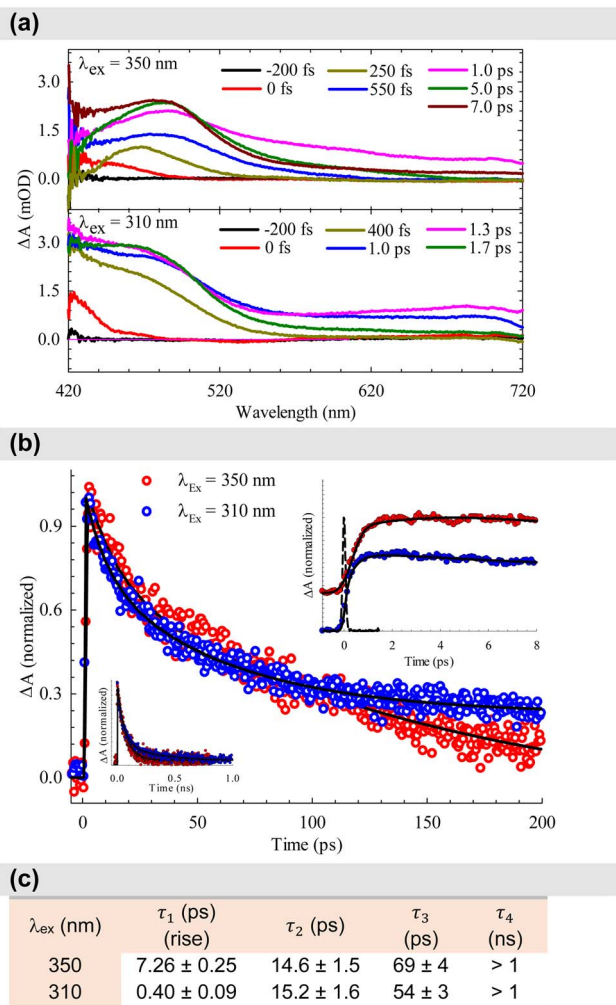 (a)
λex = 350 nm
-200 fs 250 fs 1.0 ps
0 fs 550 fs 5.0 ps
7.0 ps
3.0
1.5
0.0
ΔA (mOD)
λex = 310 nm
-200 fs 400 fs 1.3 ps
0 fs 1.0 ps 1.7 ps
3.0
1.5
0.0
420 520 620 720
Wavelength (nm)
(b)
λEx = 350 nm
λEx = 310 nm
0.9
0.6
0.3
0.0
ΔA (normalized)
ΔA (normalized)
0 2 4 6 8
Time (ps)
ΔA (normalized)
0.0 0.5 1.0
Time (ns)
0 50 100 150 200
Time (ps)
(c)
λex (nm) τ1 (ps) (rise) τ2 (ps) τ3 (ps) τ4 (ns)
350 7.26 ± 0.25 14.6 ± 1.5 69 ± 4 > 1
310 0.40 ± 0.09 15.2 ± 1.6 54 ± 3 > 1